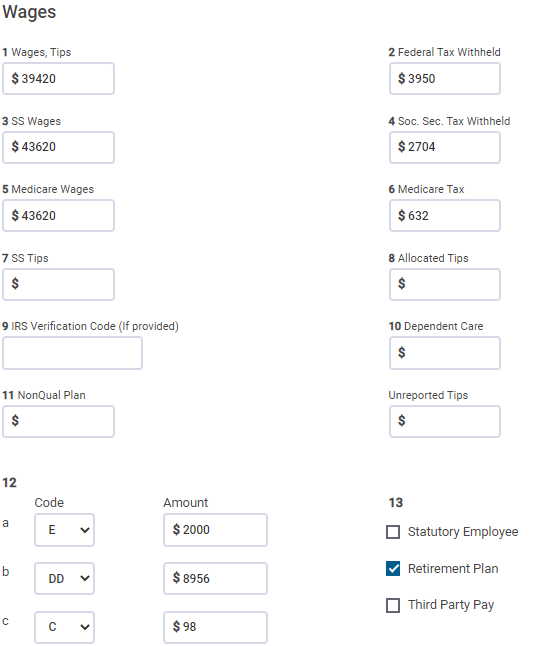 Wages
1 Wages, Tips
2 Federal Tax Withheld
$ 39420
$ 3950
3 SS Wages
4 Soc. Sec. Tax Withheld
$ 43620
$ 2704
5 Medicare Wages
6 Medicare Tax
$ 43620
$ 632
7 SS Tips
8 Allocated Tips
$
$
9 IRS Verification Code (If provided)
10 Dependent Care
$
11 NonQual Plan
Unreported Tips
$
$
12
Code
Amount
13
a
E
$ 2000
Statutory Employee
b
DD
$ 8956
Retirement Plan
c
C
$ 98
Third Party Pay